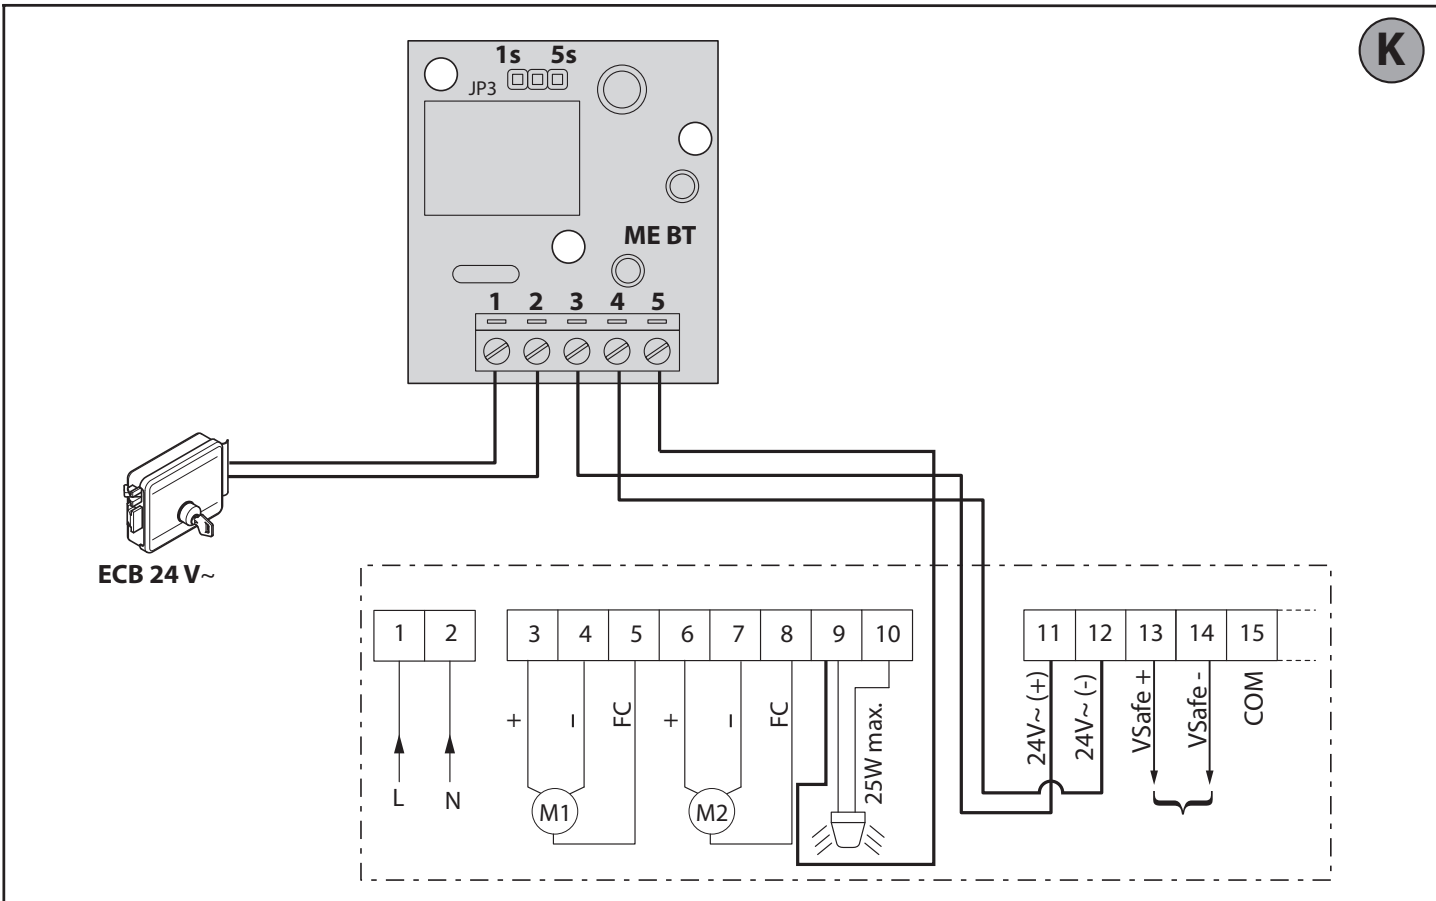 K
1s 5s
JP3
ME BT
1 2 3 4 5
ECB 24 V~
1 2 3 4 5 6 7 8 9 10 11 12 13 14 15
+ – FC + – FC 25W max. 24V~ (+) 24V~ (-) VSafe + VSafe - COM
L N M1 M2